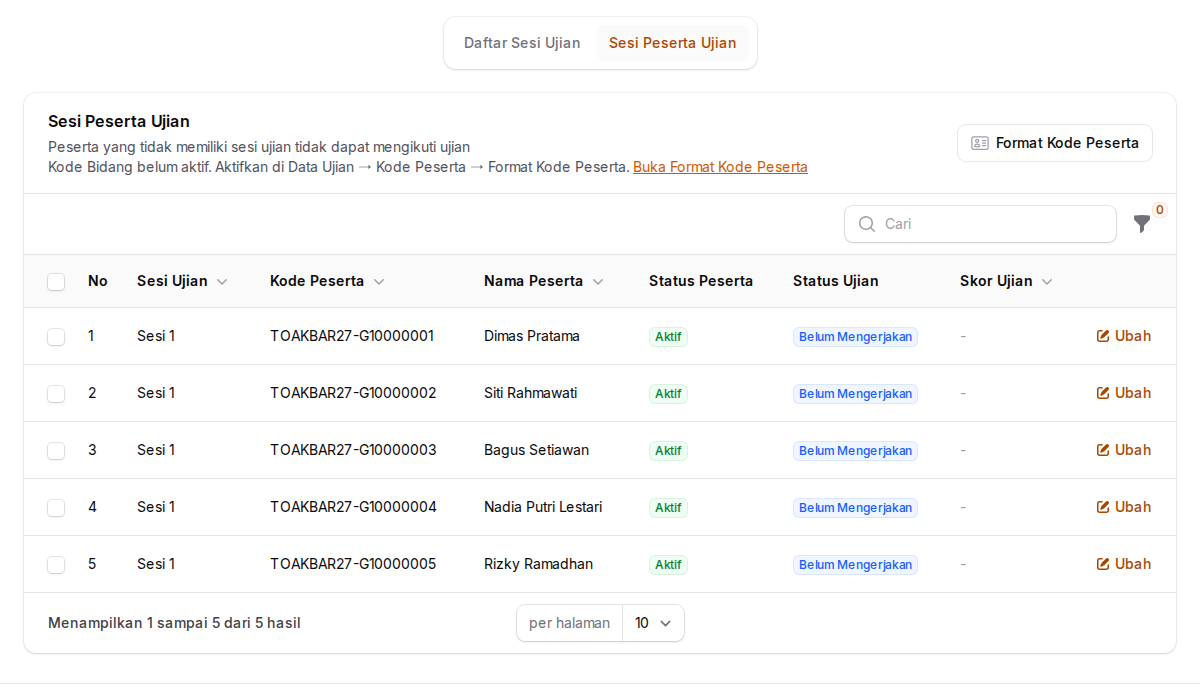 Daftar Sesi Ujian Sesi Peserta Ujian
Sesi Peserta Ujian
Peserta yang tidak memiliki sesi ujian tidak dapat mengikuti ujian
Kode Bidang belum aktif. Aktifkan di Data Ujian → Kode Peserta → Format Kode Peserta. Buka Format Kode Peserta
Format Kode Peserta
Cari
0
No Sesi Ujian Kode Peserta Nama Peserta Status Peserta Status Ujian Skor Ujian
1 Sesi 1 TOAKBAR27-G10000001 Dimas Pratama Aktif Belum Mengerjakan - Ubah
2 Sesi 1 TOAKBAR27-G10000002 Siti Rahmawati Aktif Belum Mengerjakan - Ubah
3 Sesi 1 TOAKBAR27-G10000003 Bagus Setiawan Aktif Belum Mengerjakan - Ubah
4 Sesi 1 TOAKBAR27-G10000004 Nadia Putri Lestari Aktif Belum Mengerjakan - Ubah
5 Sesi 1 TOAKBAR27-G10000005 Rizky Ramadhan Aktif Belum Mengerjakan - Ubah
Menampilkan 1 sampai 5 dari 5 hasil per halaman 10